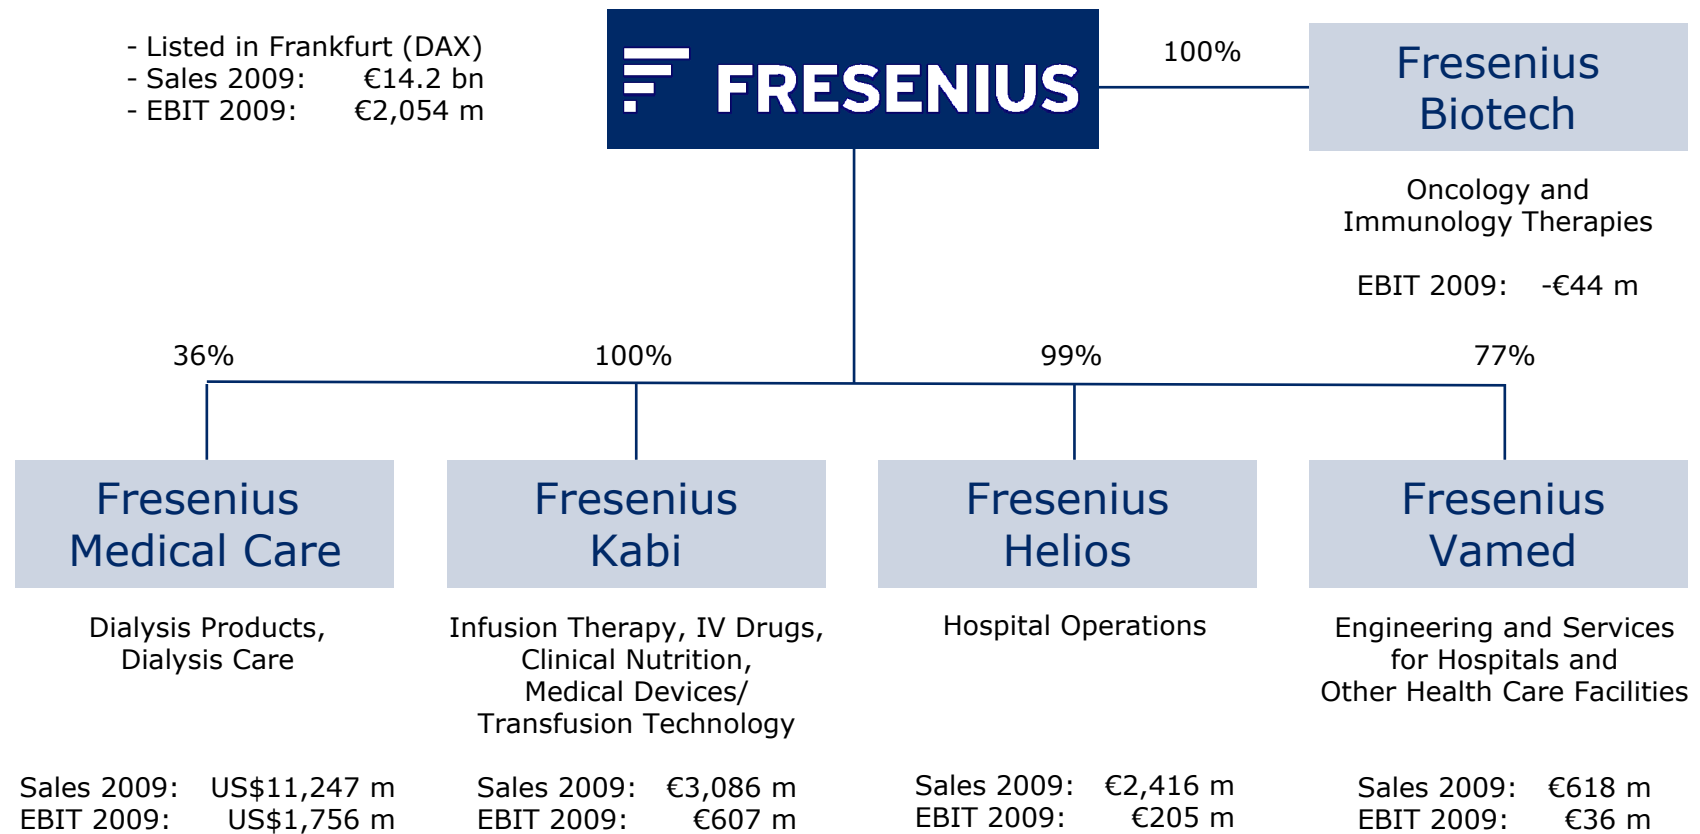 - Listed in Frankfurt (DAX)
- Sales 2009: €14.2 bn
- EBIT 2009: €2,054 m
FRESENIUS
100%
Fresenius
Biotech
Oncology and
Immunology Therapies
EBIT 2009: -€44 m
36%
100%
99%
77%
Fresenius
Medical Care
Dialysis Products,
Dialysis Care
Sales 2009: US$11,247 m
EBIT 2009: US$1,756 m
Fresenius
Kabi
Infusion Therapy, IV Drugs,
Clinical Nutrition,
Medical Devices/
Transfusion Technology
Sales 2009: €3,086 m
EBIT 2009: €607 m
Fresenius
Helios
Hospital Operations
Sales 2009: €2,416 m
EBIT 2009: €205 m
Fresenius
Vamed
Engineering and Services
for Hospitals and
Other Health Care Facilities
Sales 2009: €618 m
EBIT 2009: €36 m